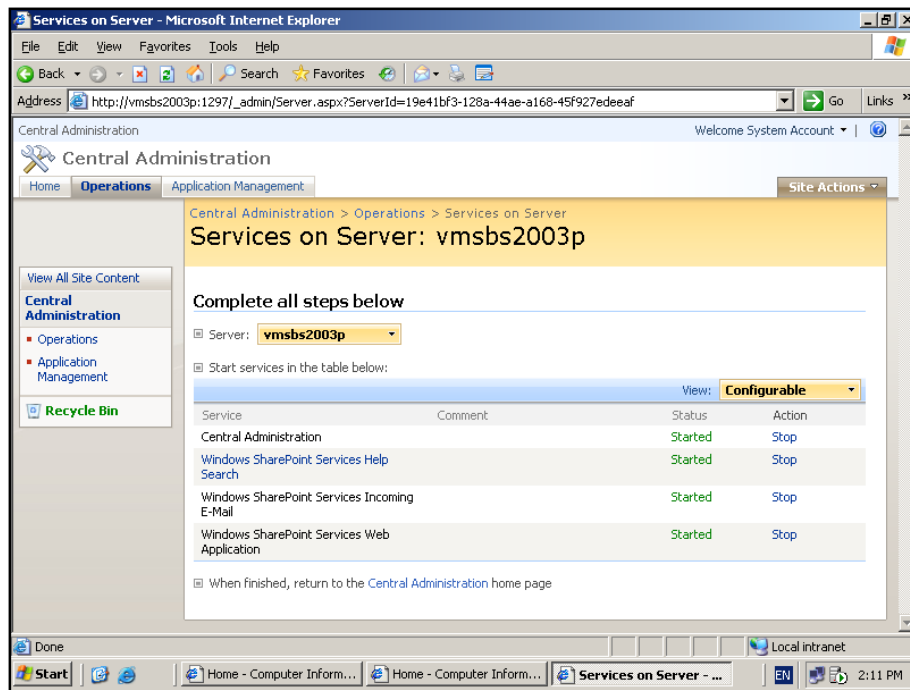 Services on Server - Microsoft Internet Explorer
File Edit View Favorites Tools Help
Back Search Favorites
Address http://vmsbs2003p:1297/_admin/Server.aspx?ServerId=19e41bf3-128a-44ae-a168-45f927edeeaf Go Links »
Central Administration Welcome System Account
Central Administration
Home Operations Application Management Site Actions
Central Administration > Operations > Services on Server
Services on Server: vmsbs2003p
View All Site Content
Central
Administration
Operations
Application
Management
Recycle Bin
Complete all steps below
Server: vmsbs2003p
Start services in the table below:
View: Configurable
Service Comment Status Action
Central Administration Started Stop
Windows SharePoint Services Help
Search Started Stop
Windows SharePoint Services Incoming
E-Mail Started Stop
Windows SharePoint Services Web
Application Started Stop
When finished, return to the Central Administration home page
Done Local intranet
Start Home - Computer Inform... Home - Computer Inform... Services on Server - ... EN 2:11 PM